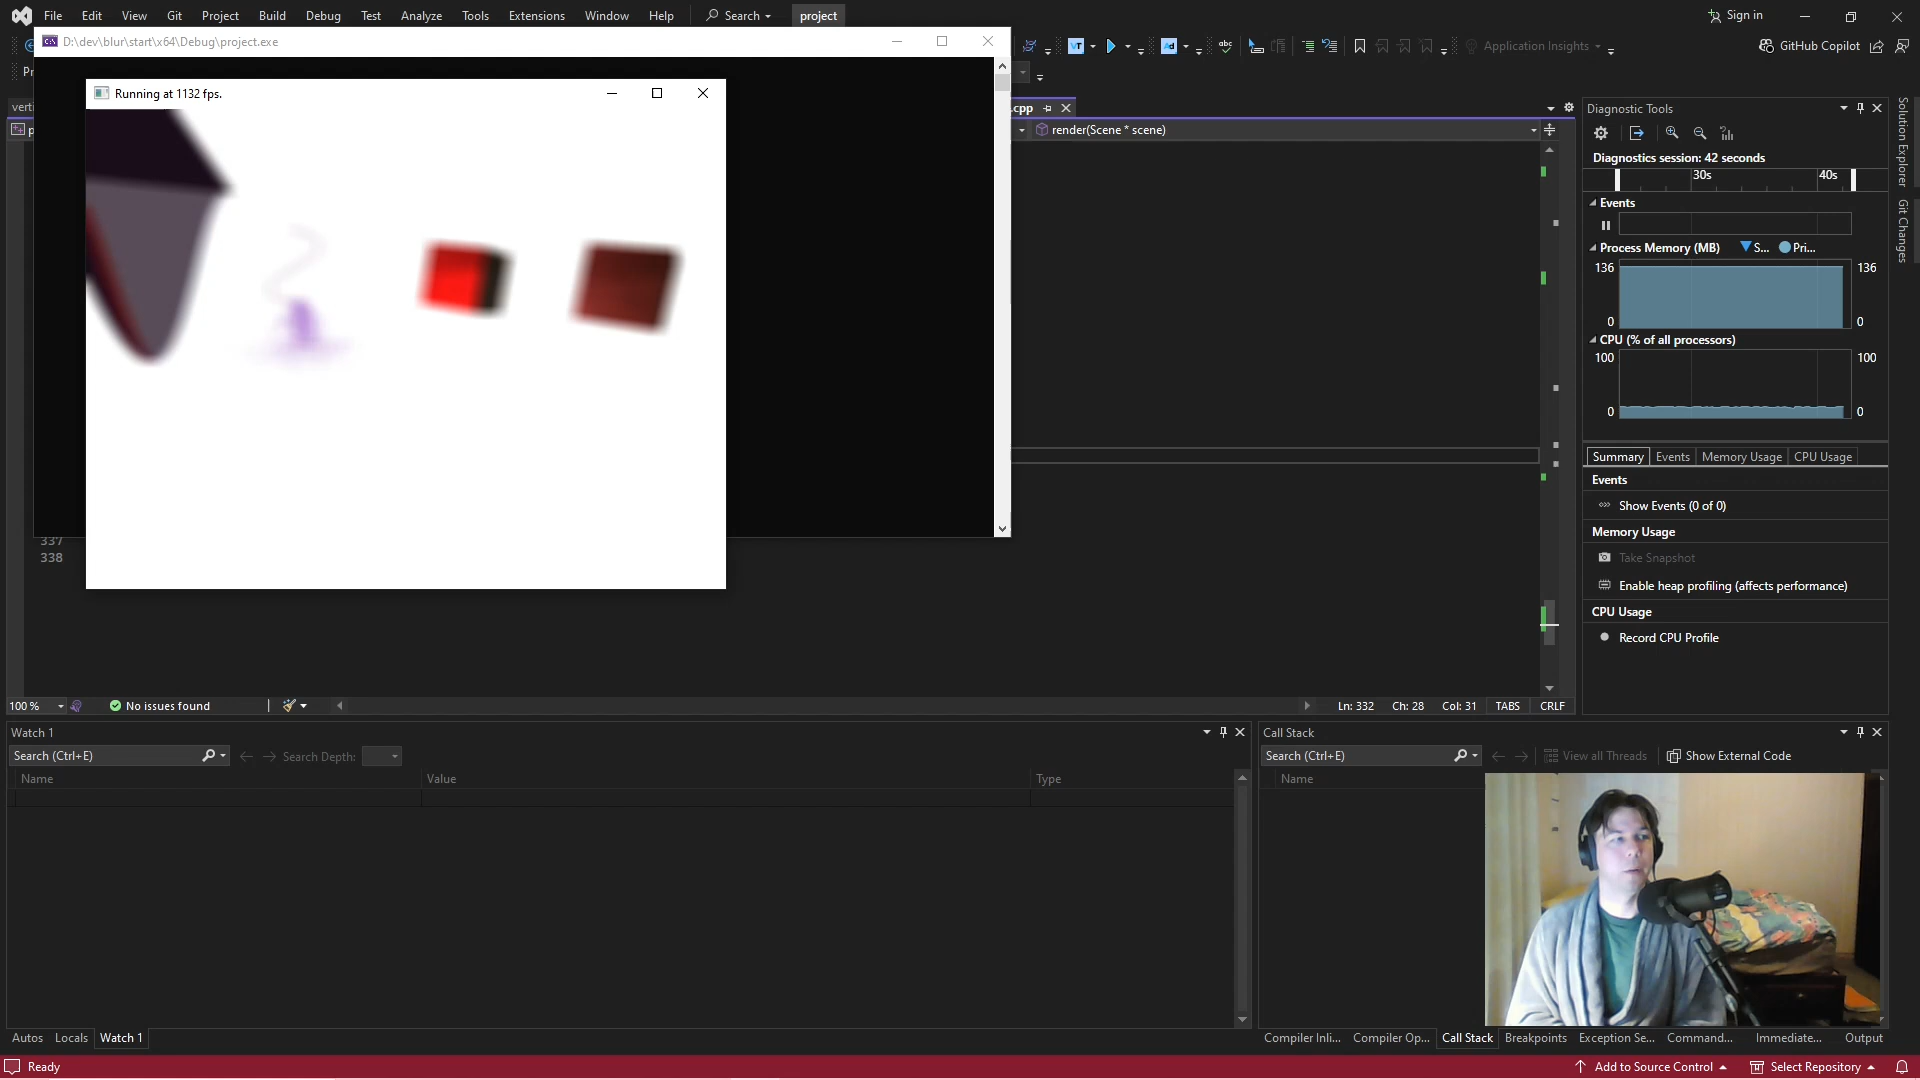 File Edit View Git Project Build Debug Test Analyze Tools Extensions Window Help Search project Sign in
D:\dev\blur\start\x64\Debug\project.exe
Application Insights GitHub Copilot
Running at 1132 fps.
.cpp
render(Scene * scene)
337
338
Diagnostic Tools
Diagnostics session: 42 seconds
30s 40s
Events
Process Memory (MB) S... Pri...
136 136
0 0
CPU (% of all processors)
100 100
0 0
Summary Events Memory Usage CPU Usage
Events
Show Events (0 of 0)
Memory Usage
Take Snapshot
Enable heap profiling (affects performance)
CPU Usage
Record CPU Profile
Solution Explorer
Git Changes
100 % No issues found Ln: 332 Ch: 28 Col: 31 TABS CRLF
Watch 1
Search (Ctrl+E) Search Depth:
Name Value Type
Call Stack
Search (Ctrl+E) View all Threads Show External Code
Name
Autos Locals Watch 1
Compiler Inli... Compiler Op... Call Stack Breakpoints Exception Se... Command... Immediate... Output
Ready Add to Source Control Select Repository